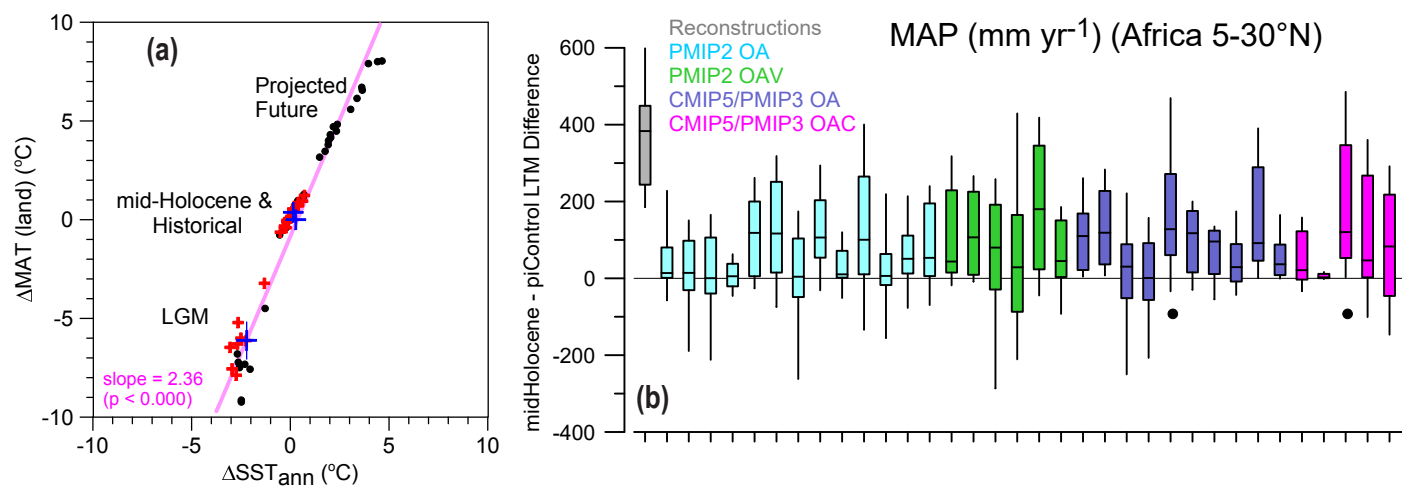 10
5
0
-5
-10
-10
-5
0
5
10
ΔMAT (land) (ºC)
ΔSST_ann (ºC)
(a)
Projected
Future
mid-Holocene &
Historical
LGM
slope = 2.36
(p < 0.000)
Reconstructions
PMIP2 OA
PMIP2 OAV
CMIP5/PMIP3 OA
CMIP5/PMIP3 OAC
MAP (mm yr⁻¹) (Africa 5-30°N)
midHolocene - piControl LTM Difference
600
400
200
0
-200
-400
(b)